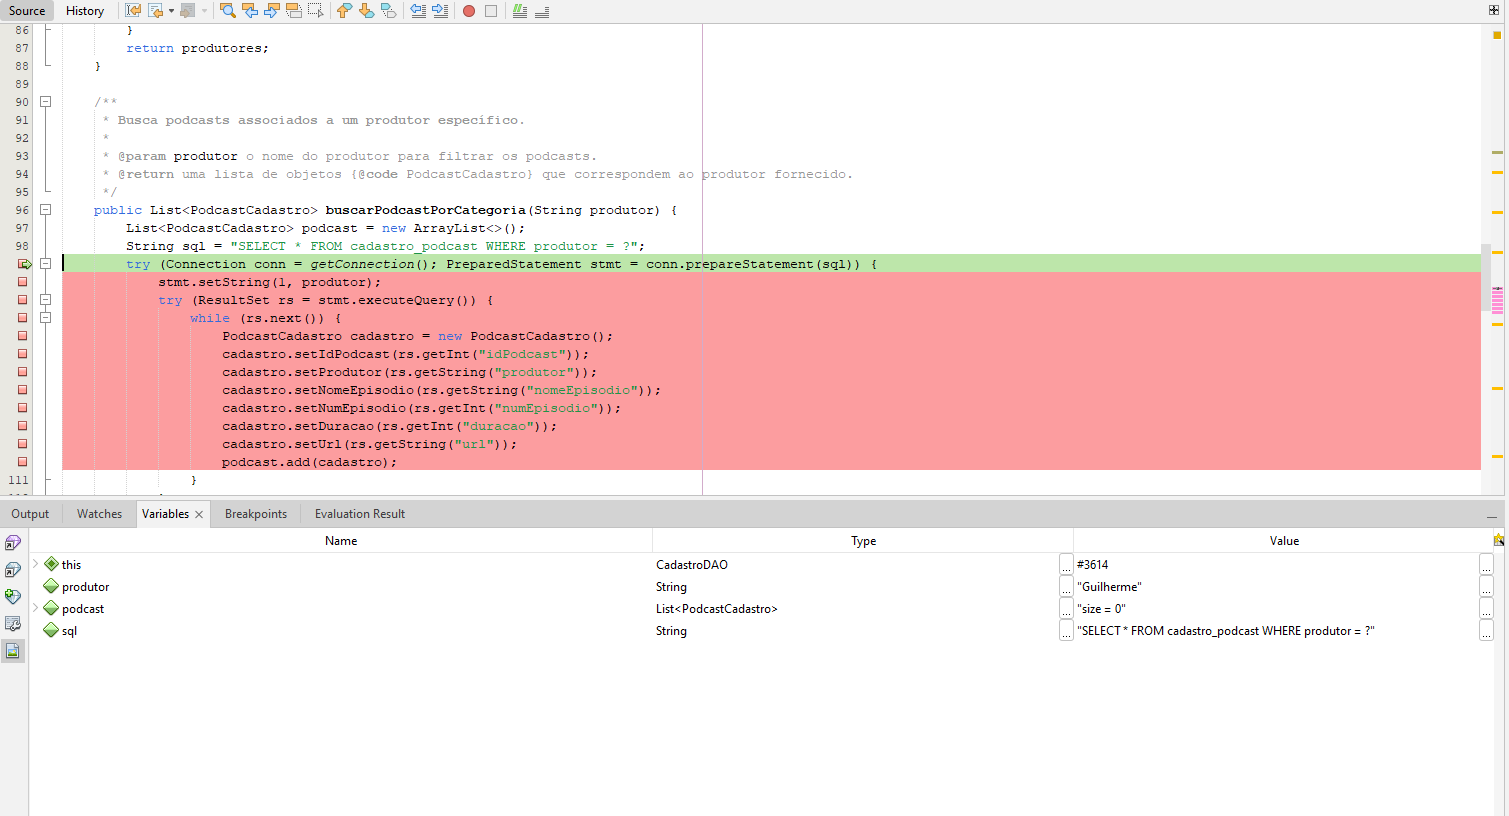 Source History
86 }
87 return produtores;
88 }
89
90 /**
91 * Busca podcasts associados a um produtor específico.
92 *
93 * @param produtor o nome do produtor para filtrar os podcasts.
94 * @return uma lista de objetos {@code PodcastCadastro} que correspondem ao produtor fornecido.
95 */
96 public List<PodcastCadastro> buscarPodcastPorCategoria(String produtor) {
97 List<PodcastCadastro> podcast = new ArrayList<>();
98 String sql = "SELECT * FROM cadastro_podcast WHERE produtor = ?";
try (Connection conn = getConnection(); PreparedStatement stmt = conn.prepareStatement(sql)) {
stmt.setString(1, produtor);
try (ResultSet rs = stmt.executeQuery()) {
while (rs.next()) {
PodcastCadastro cadastro = new PodcastCadastro();
cadastro.setIdPodcast(rs.getInt("idPodcast"));
cadastro.setProdutor(rs.getString("produtor"));
cadastro.setNomeEpisodio(rs.getString("nomeEpisodio"));
cadastro.setNumEpisodio(rs.getInt("numEpisodio"));
cadastro.setDuracao(rs.getInt("duracao"));
cadastro.setUrl(rs.getString("url"));
podcast.add(cadastro);
111 }
Output Watches Variables Breakpoints Evaluation Result
Name Type Value
this CadastroDAO ... #3614 ...
produtor String ... "Guilherme" ...
podcast List<PodcastCadastro> ... "size = 0" ...
sql String ... "SELECT * FROM cadastro_podcast WHERE produtor = ?" ...